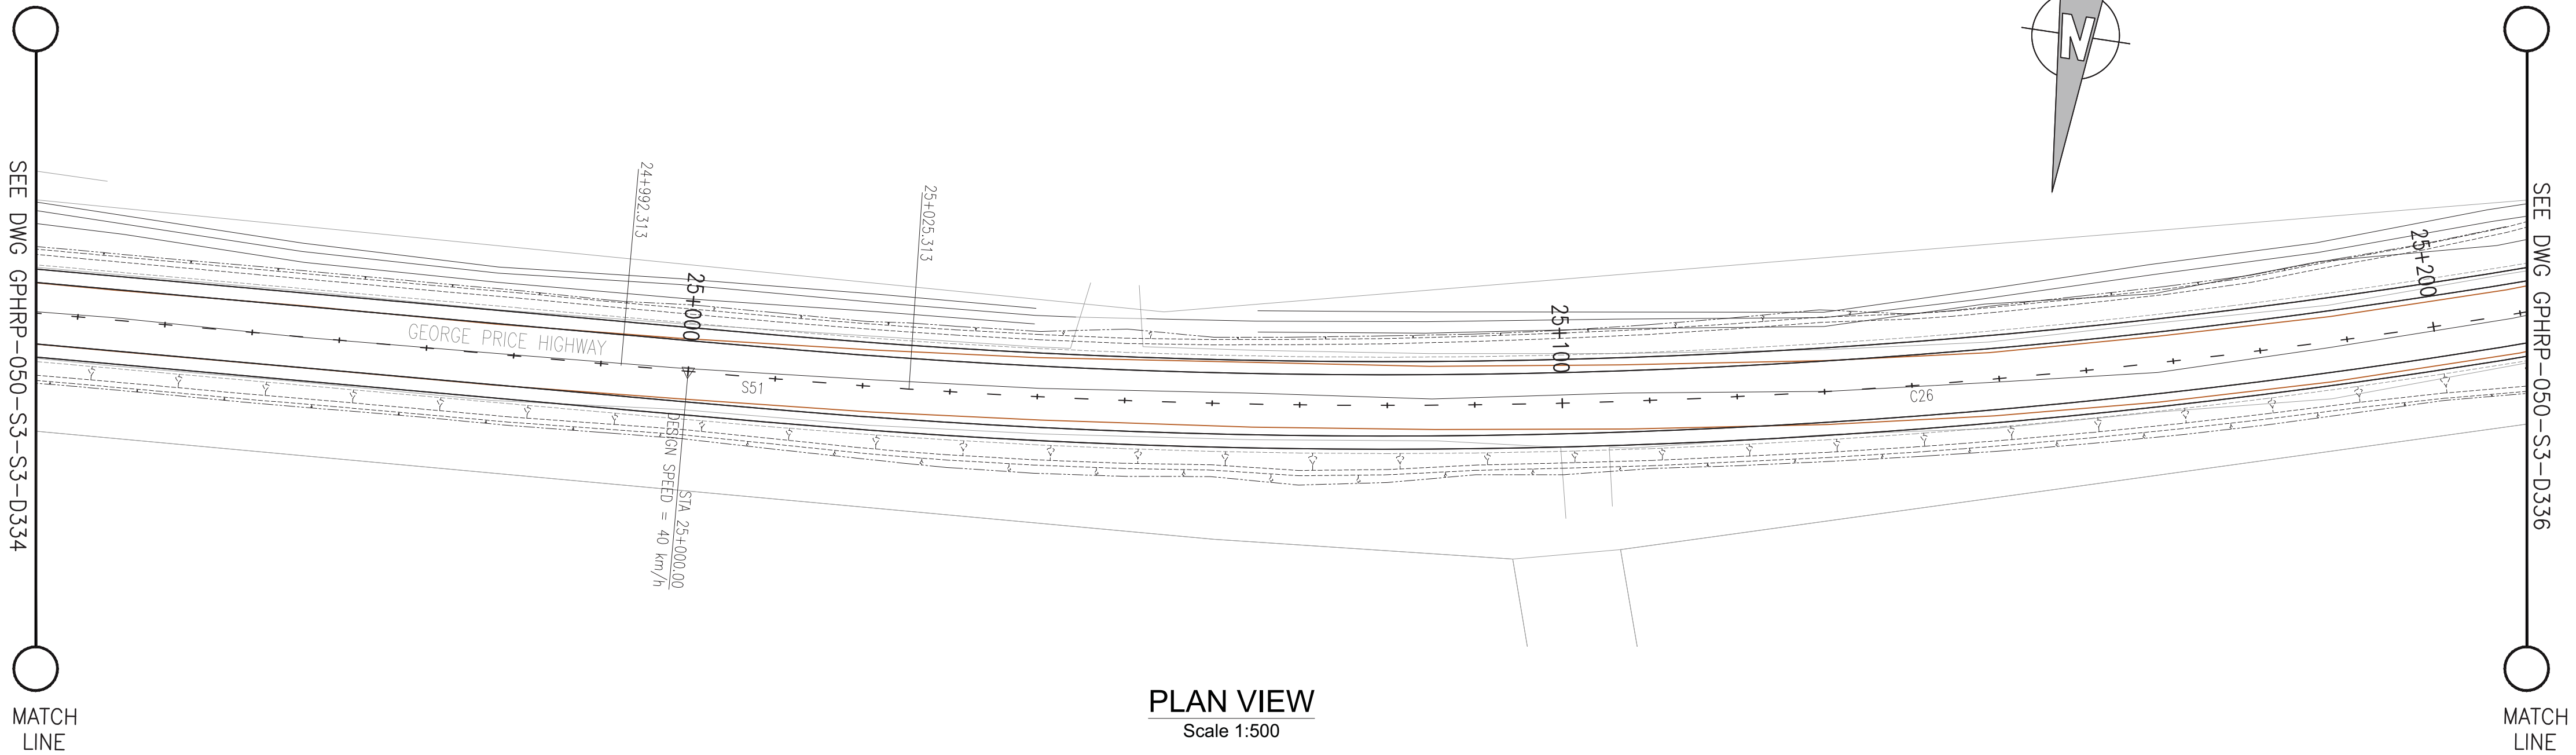 N
SEE DWG GPHRP-050-S3-S3-D334
24+992.313
25+025.313
25+000
GEORGE PRICE HIGHWAY
S51
STA 25+000.00
DESIGN SPEED = 40 km/h
25+100
C26
25+200
SEE DWG GPHRP-050-S3-S3-D336
PLAN VIEW
Scale 1:500
MATCH
LINE
MATCH
LINE